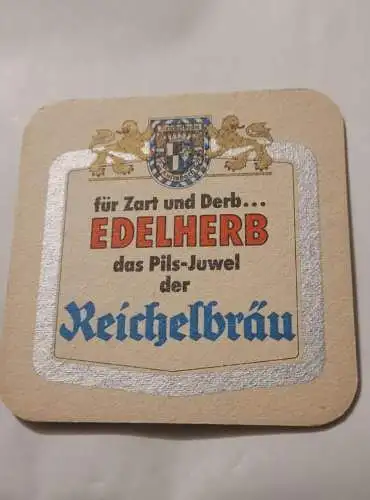 für Zart und Derb...
EDELHERB
das Pils-Juwel
der
Reichelbräu